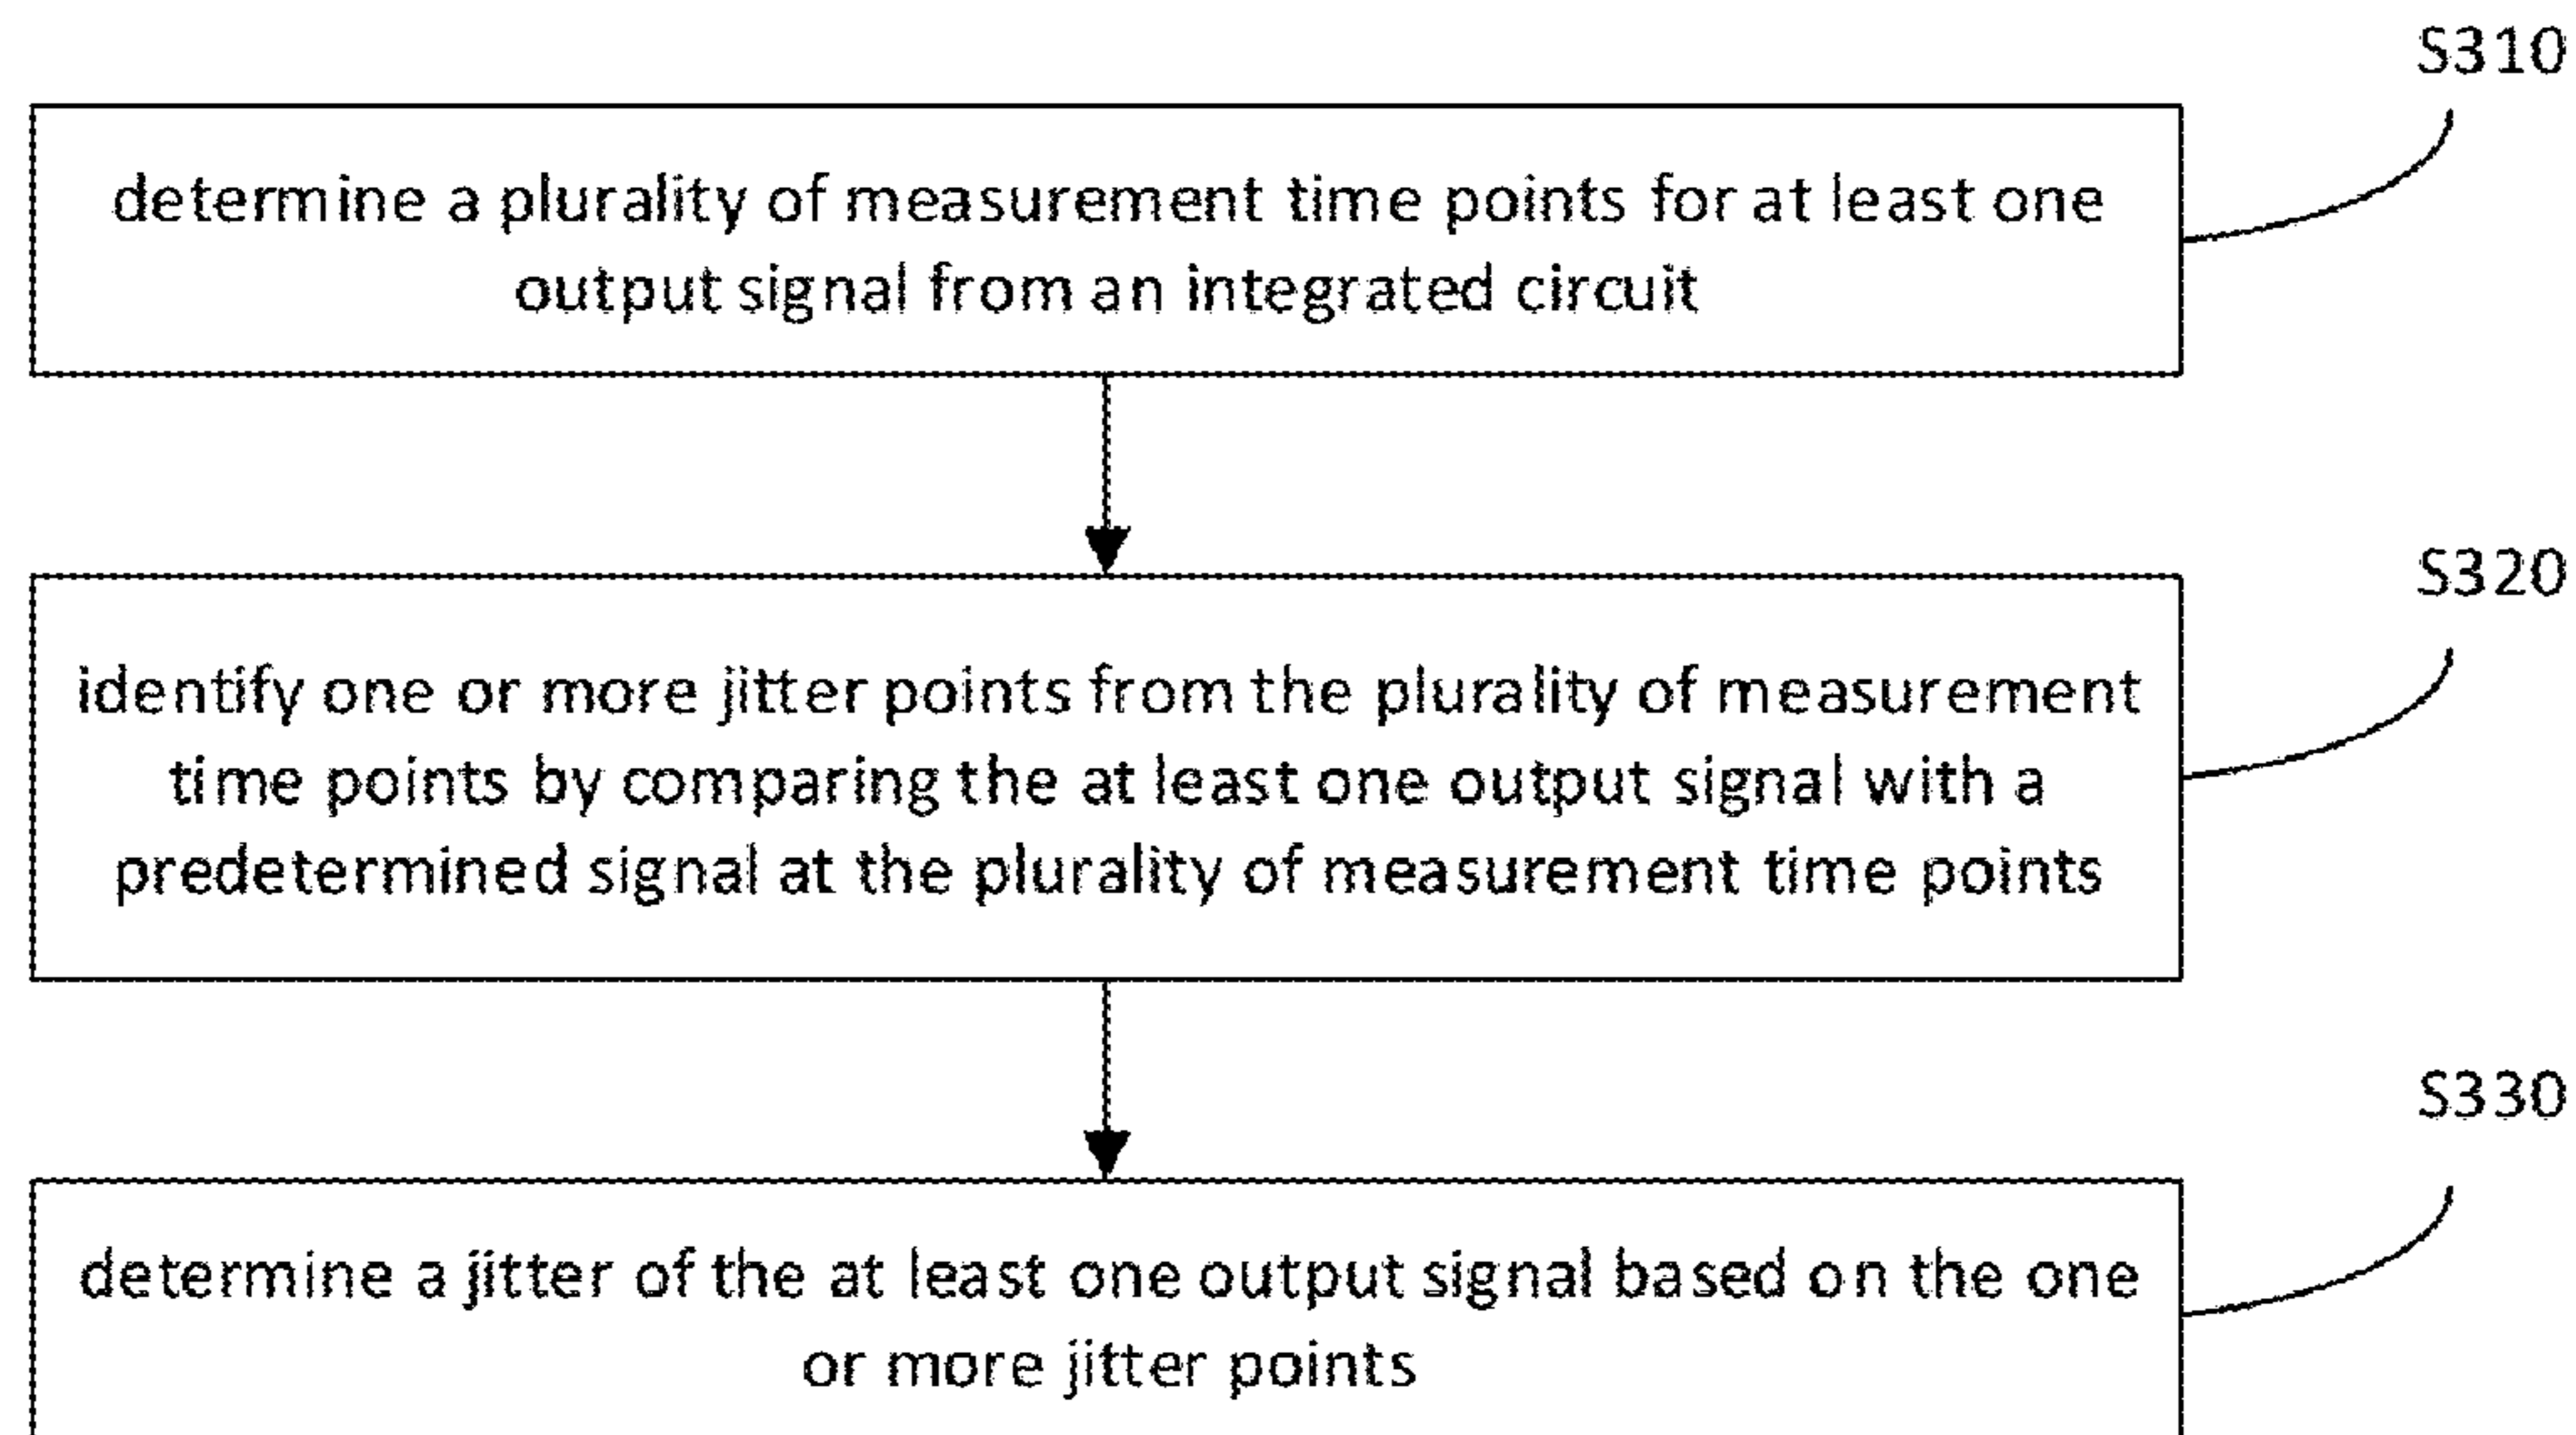 S310
determine a plurality of measurement time points for at least one
output signal from an integrated circuit
S320
identify one or more jitter points from the plurality of measurement
time points by comparing the at least one output signal with a
predetermined signal at the plurality of measurement time points
S330
determine a jitter of the at least one output signal based on the one
or more jitter points